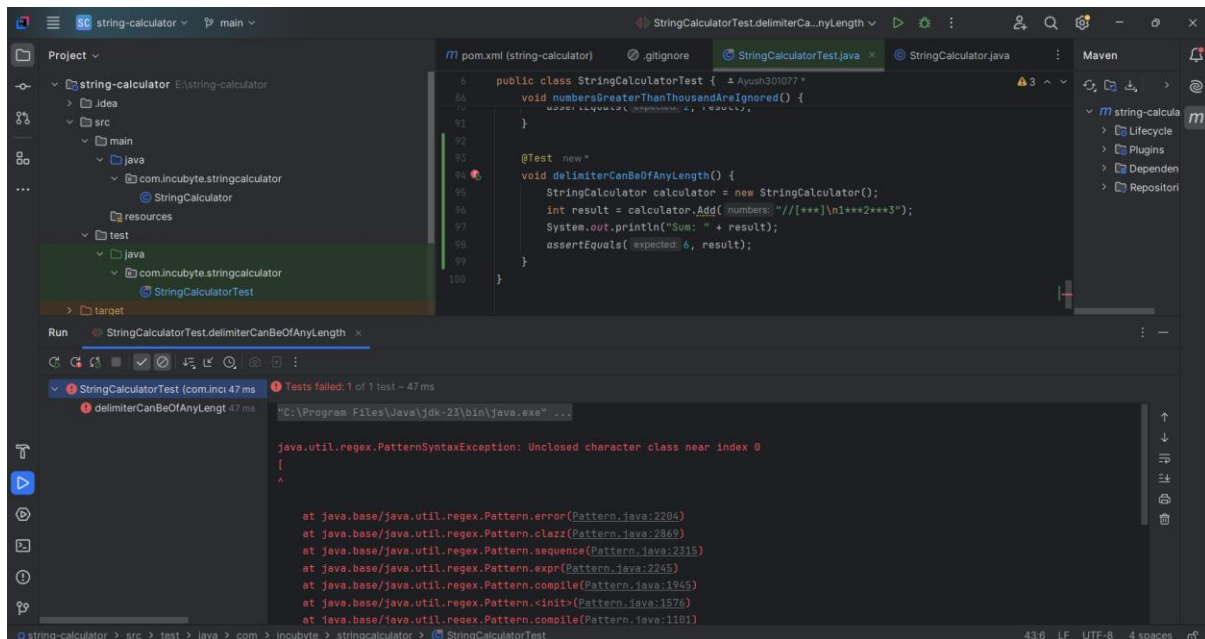 SC string-calculator
main
StringCalculatorTest.delimiterCa...nyLength
Project
string-calculator E:\string-calculator
.idea
src
main
java
com.incubyte.stringcalculator
StringCalculator
resources
test
java
com.incubyte.stringcalculator
StringCalculatorTest
target
pom.xml (string-calculator)
.gitignore
StringCalculatorTest.java
StringCalculator.java
6 public class StringCalculatorTest { Ayush301077 *
86 void numbersGreaterThanThousandAreIgnored() {
assertEquals( expected: 2, result);
91 }
92
93 @Test new *
94 void delimiterCanBeOfAnyLength() {
95 StringCalculator calculator = new StringCalculator();
96 int result = calculator.Add( numbers: "//[***]\n1***2***3");
97 System.out.println("Sum: " + result);
98 assertEquals( expected: 6, result);
99 }
100 }
3
Maven
string-calcula
Lifecycle
Plugins
Dependen
Repositori
Run
StringCalculatorTest.delimiterCanBeOfAnyLength
StringCalculatorTest (com.incu 47 ms
delimiterCanBeOfAnyLengt 47 ms
Tests failed: 1 of 1 test – 47 ms
"C:\Program Files\Java\jdk-23\bin\java.exe" ...
java.util.regex.PatternSyntaxException: Unclosed character class near index 0
[
^
at java.base/java.util.regex.Pattern.error(Pattern.java:2204)
at java.base/java.util.regex.Pattern.clazz(Pattern.java:2869)
at java.base/java.util.regex.Pattern.sequence(Pattern.java:2315)
at java.base/java.util.regex.Pattern.expr(Pattern.java:2245)
at java.base/java.util.regex.Pattern.compile(Pattern.java:1945)
at java.base/java.util.regex.Pattern.<init>(Pattern.java:1576)
at java.base/java.util.regex.Pattern.compile(Pattern.java:1101)
string-calculator > src > test > java > com > incubyte > stringcalculator > StringCalculatorTest
43:6 LF UTF-8 4 spaces